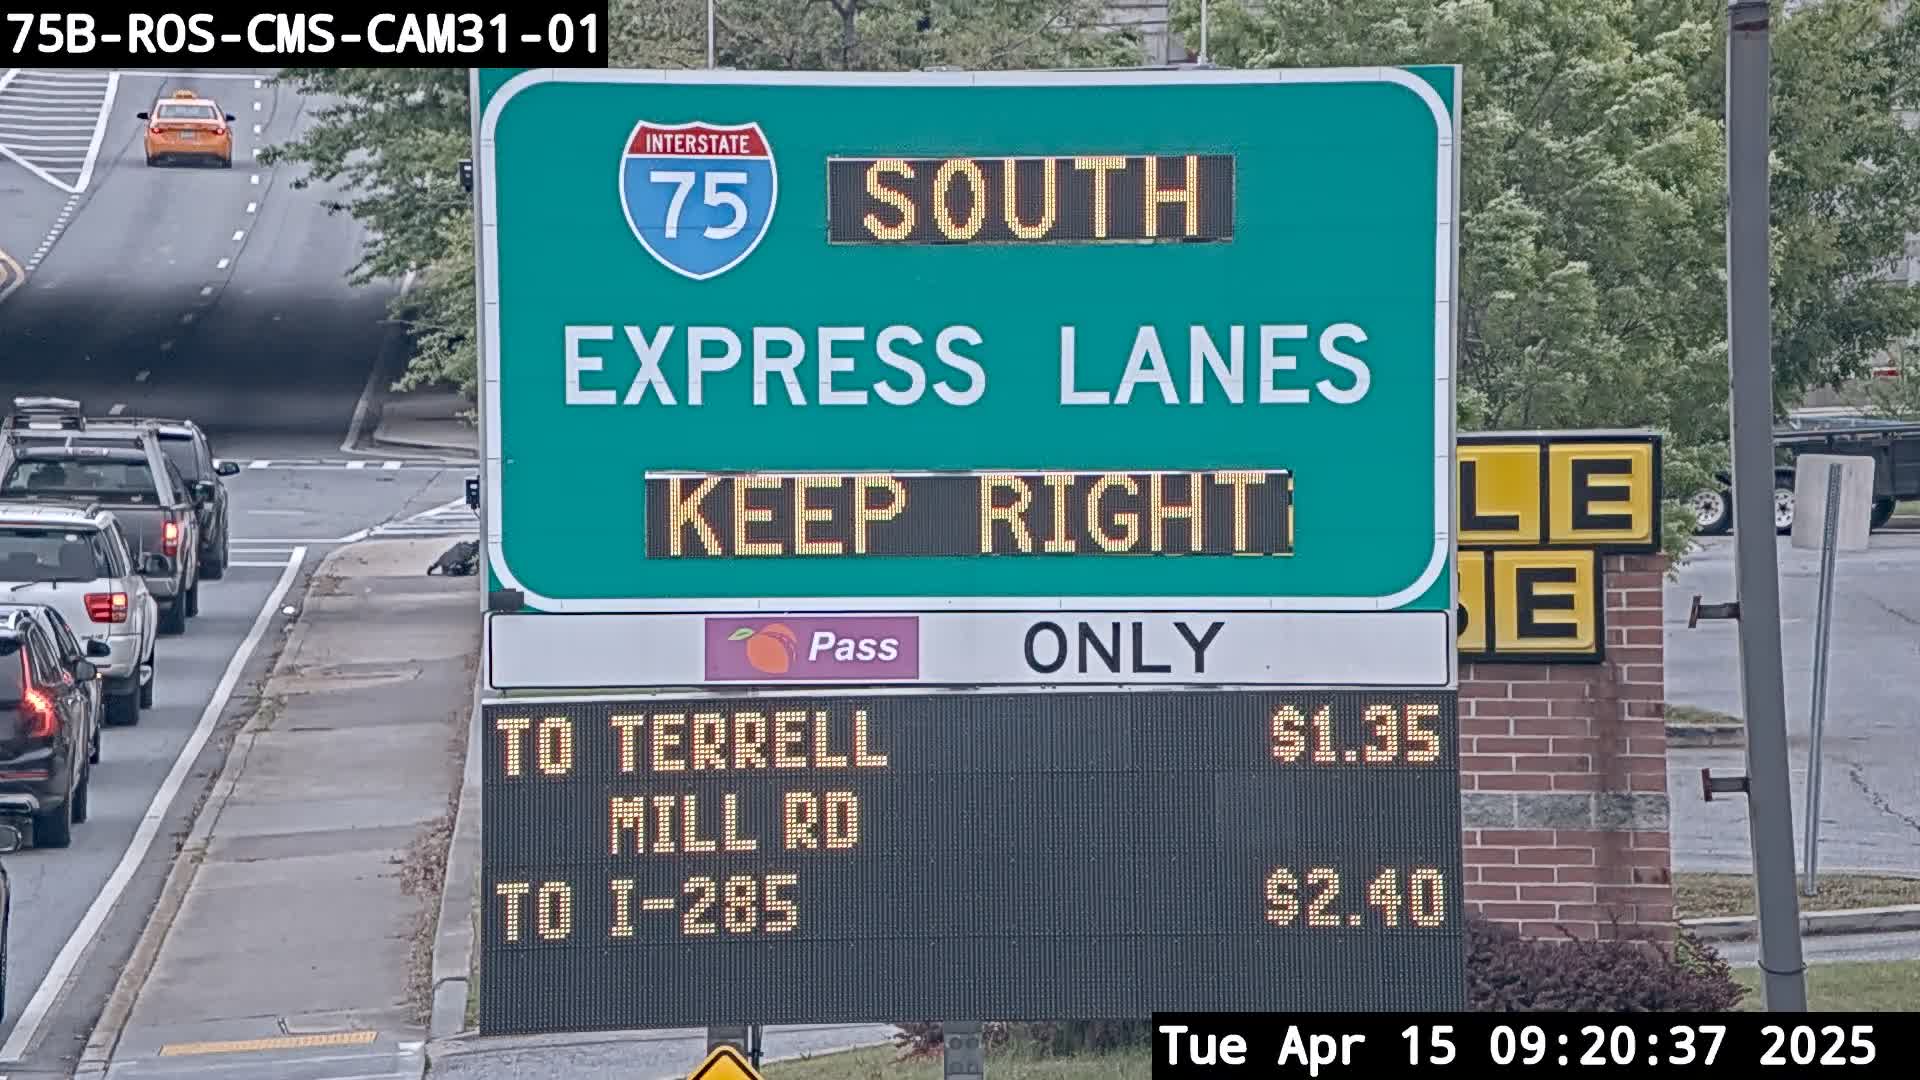 75B-ROS-CMS-CAM31-01
INTERSTATE
75
SOUTH
EXPRESS LANES
KEEP RIGHT
Pass ONLY
TO TERRELL $1.35
MILL RD
TO I-285 $2.40
LE
E
Tue Apr 15 09:20:37 2025